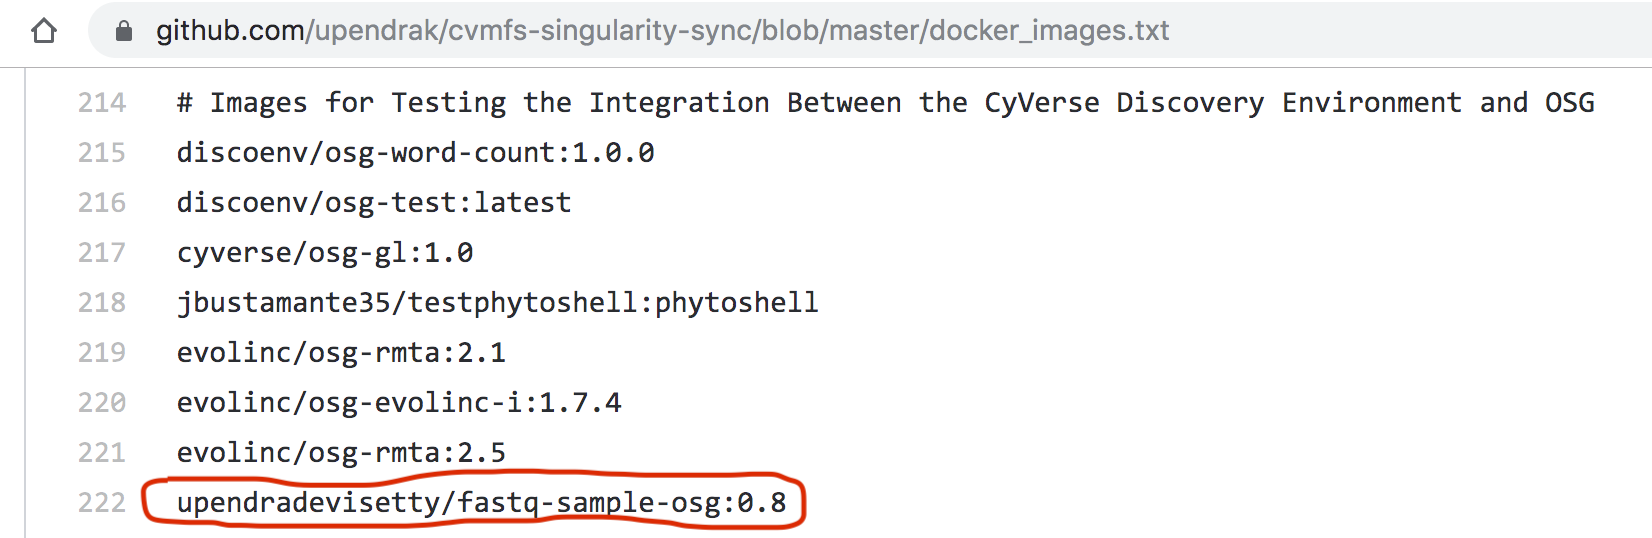 github.com/upendrak/cvmfs-singularity-sync/blob/master/docker_images.txt
214 # Images for Testing the Integration Between the CyVerse Discovery Environment and OSG
215 discoenv/osg-word-count:1.0.0
216 discoenv/osg-test:latest
217 cyverse/osg-gl:1.0
218 jbustamante35/testphytoshell:phytoshell
219 evolinc/osg-rmta:2.1
220 evolinc/osg-evolinc-i:1.7.4
221 evolinc/osg-rmta:2.5
222 upendradevisetty/fastq-sample-osg:0.8